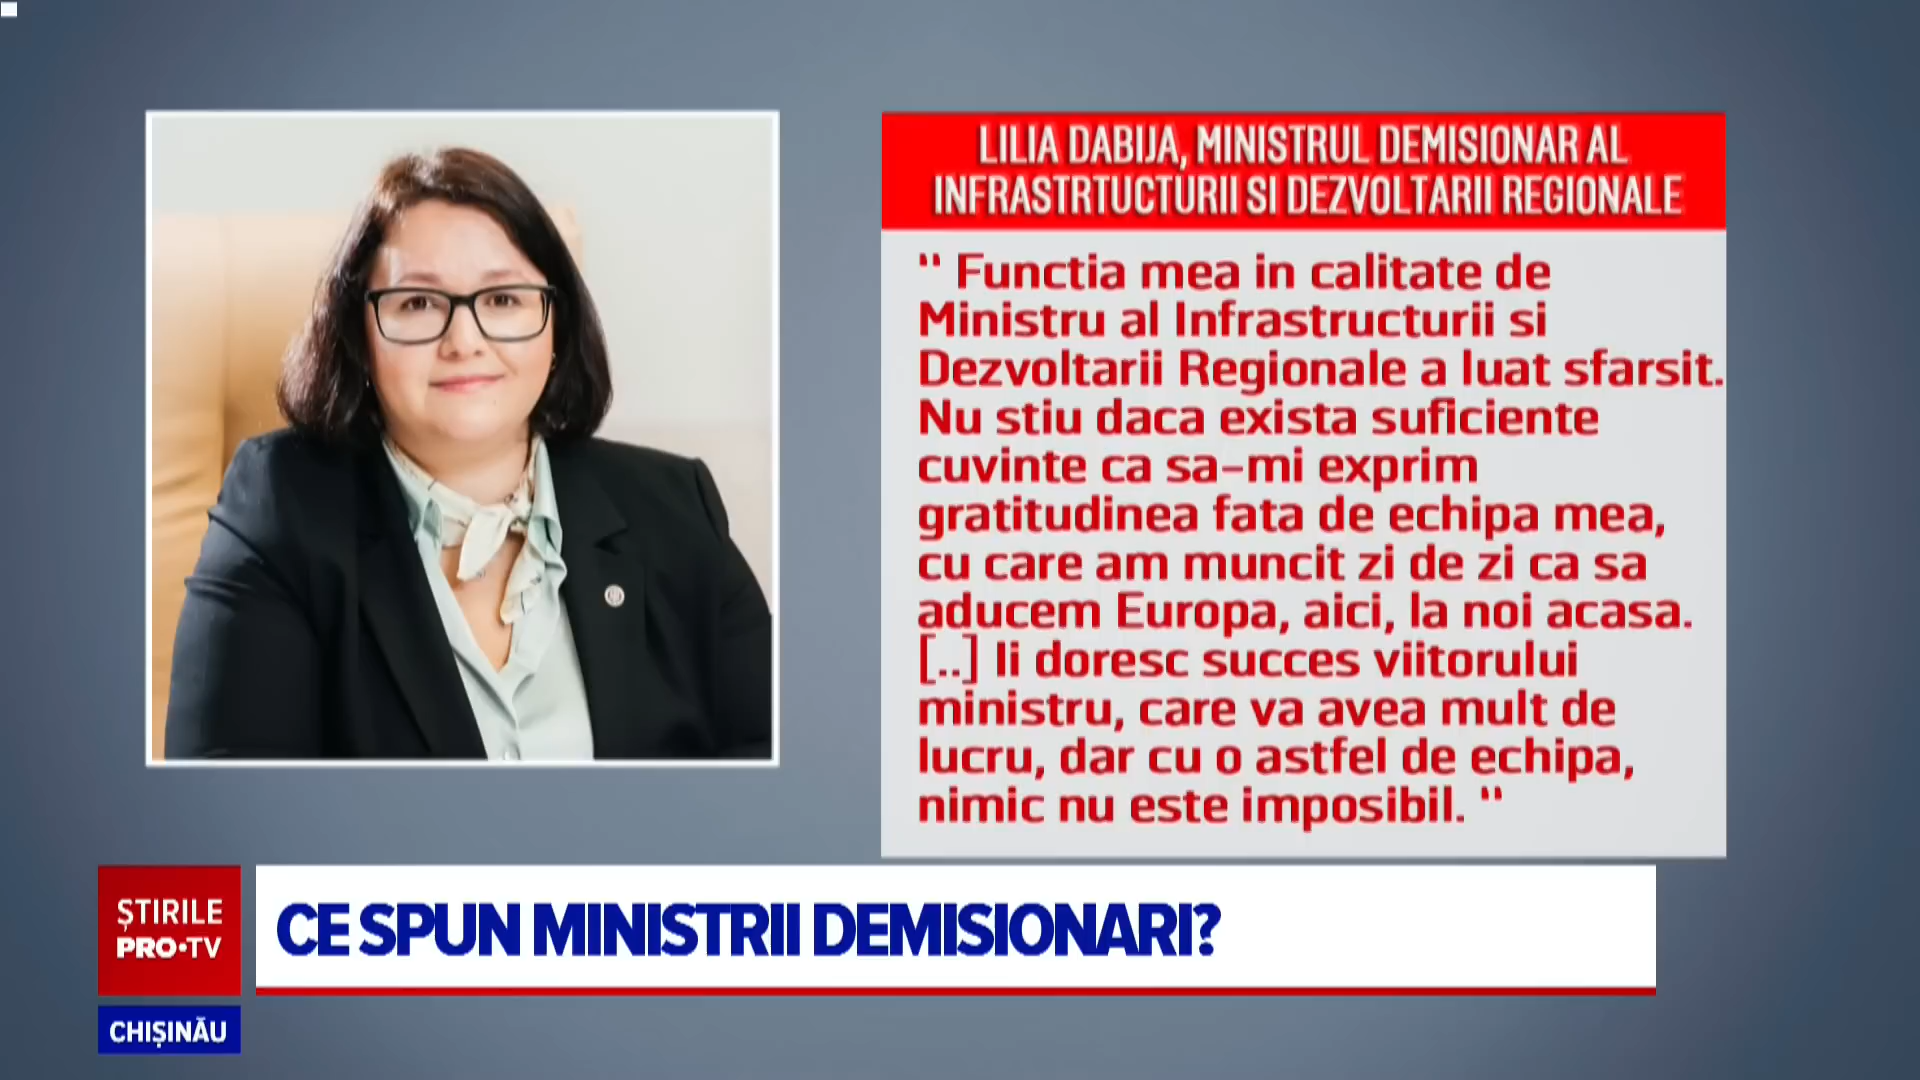 LILIA DABIJA, MINISTRUL DEMISIONAR AL
INFRASTRTUCTURII SI DEZVOLTARII REGIONALE
" Functia mea in calitate de
Ministru al Infrastructurii si
Dezvoltarii Regionale a luat sfarsit.
Nu stiu daca exista suficiente
cuvinte ca sa-mi exprim
gratitudinea fata de echipa mea,
cu care am muncit zi de zi ca sa
aducem Europa, aici, la noi acasa.
[..] Ii doresc succes viitorului
ministru, care va avea mult de
lucru, dar cu o astfel de echipa,
nimic nu este imposibil. "
ȘTIRILE
PRO•TV
CE SPUN MINISTRII DEMISIONARI?
CHIȘINĂU